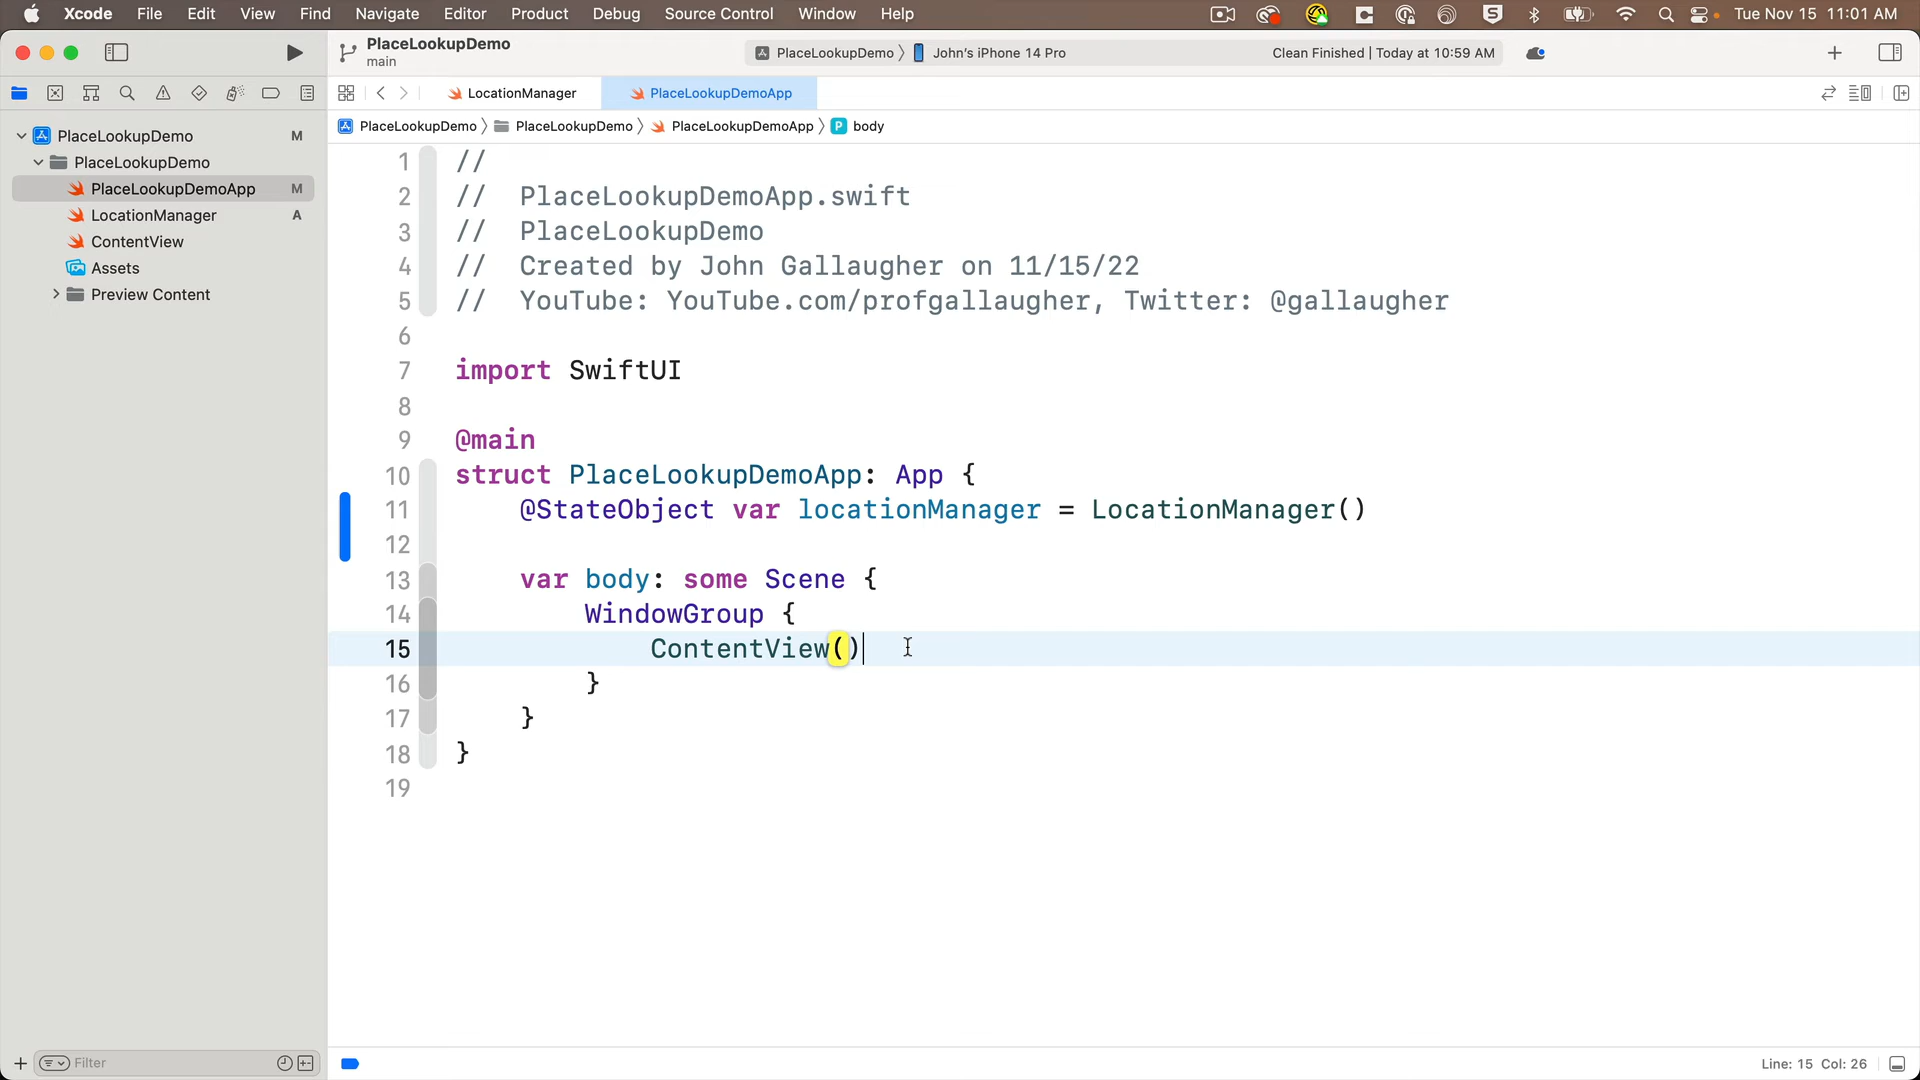 Xcode File Edit View Find Navigate Editor Product Debug Source Control Window Help Tue Nov 15 11:01 AM
PlaceLookupDemo
main
PlaceLookupDemo 〉 John's iPhone 14 Pro Clean Finished | Today at 10:59 AM
LocationManager PlaceLookupDemoApp
PlaceLookupDemo 〉 PlaceLookupDemo 〉 PlaceLookupDemoApp 〉 P body
PlaceLookupDemo M
PlaceLookupDemo
PlaceLookupDemoApp M
LocationManager A
ContentView
Assets
Preview Content
1 //
2 // PlaceLookupDemoApp.swift
3 // PlaceLookupDemo
4 // Created by John Gallaugher on 11/15/22
5 // YouTube: YouTube.com/profgallaugher, Twitter: @gallaugher
6
7 import SwiftUI
8
9 @main
10 struct PlaceLookupDemoApp: App {
11 @StateObject var locationManager = LocationManager()
12
13 var body: some Scene {
14 WindowGroup {
15 ContentView()
16 }
17 }
18 }
19
Filter
Line: 15 Col: 26